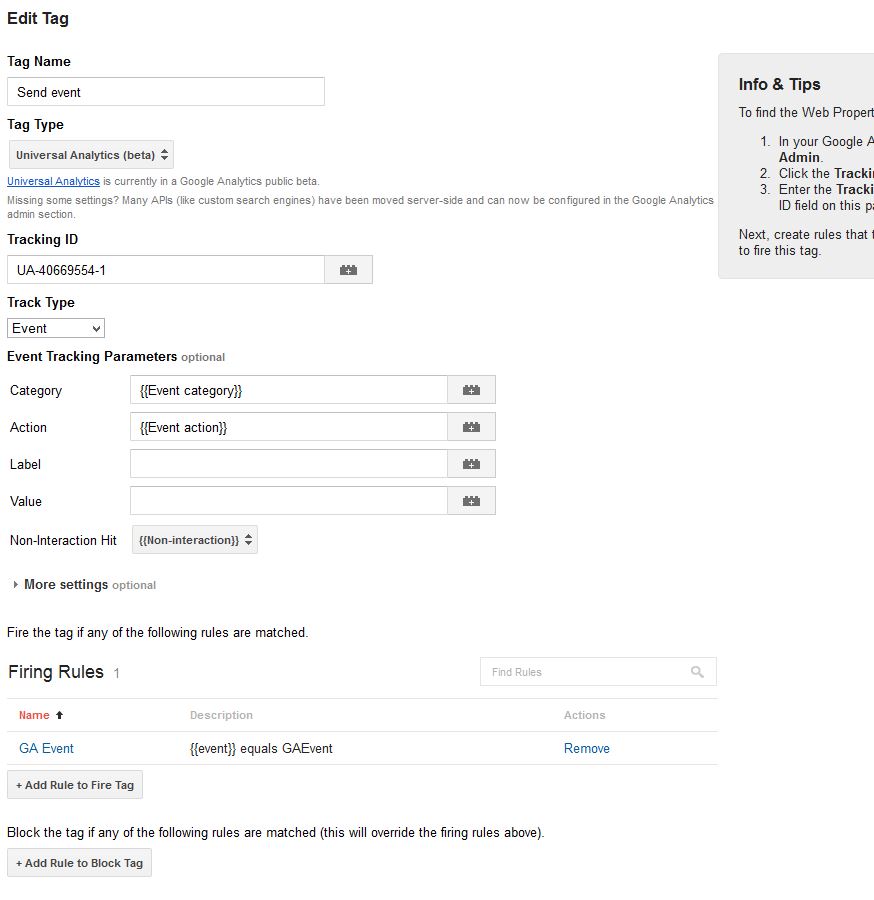 Edit Tag
Tag Name
Send event
Tag Type
Universal Analytics (beta)
Universal Analytics is currently in a Google Analytics public beta.
Missing some settings? Many APIs (like custom search engines) have been moved server-side and can now be configured in the Google Analytics
admin section.
Tracking ID
UA-40669554-1
Track Type
Event
Event Tracking Parameters optional
Category {{Event category}}
Action {{Event action}}
Label
Value
Non-Interaction Hit {{Non-interaction}}
More settings optional
Fire the tag if any of the following rules are matched.
Firing Rules 1
Find Rules
Name Description Actions
GA Event {{event}} equals GAEvent Remove
+ Add Rule to Fire Tag
Block the tag if any of the following rules are matched (this will override the firing rules above).
+ Add Rule to Block Tag
Info & Tips
To find the Web Propert
1. In your Google A
Admin.
2. Click the Tracki
3. Enter the Tracki
ID field on this p
Next, create rules that
to fire this tag.